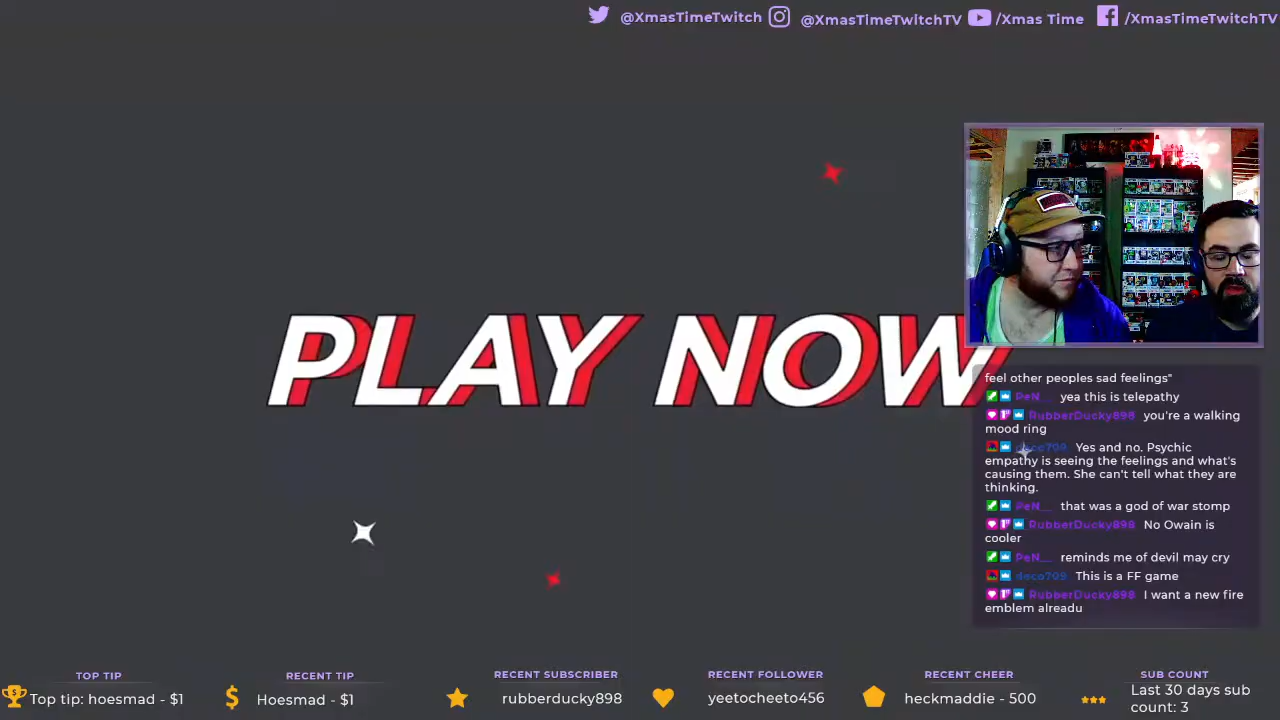 @XmasTimeTwitch @XmasTimeTwitchTV /Xmas Time /XmasTimeTwitchTV
PLAY NOW
feel other peoples sad feelings"
PeN__ yea this is telepathy
RubberDucky898 you're a walking
mood ring
deco709 Yes and no. Psychic
empathy is seeing the feelings and what's
causing them. She can't tell what they are
thinking.
PeN__ that was a god of war stomp
RubberDucky898 No Owain is
cooler
PeN__ reminds me of devil may cry
deco709 This is a FF game
RubberDucky898 I want a new fire
emblem alreadu
TOP TIP
Top tip: hoesmad - $1
RECENT TIP
Hoesmad - $1
RECENT SUBSCRIBER
rubberducky898
RECENT FOLLOWER
yeetocheeto456
RECENT CHEER
heckmaddie - 500
SUB COUNT
Last 30 days sub
count: 3